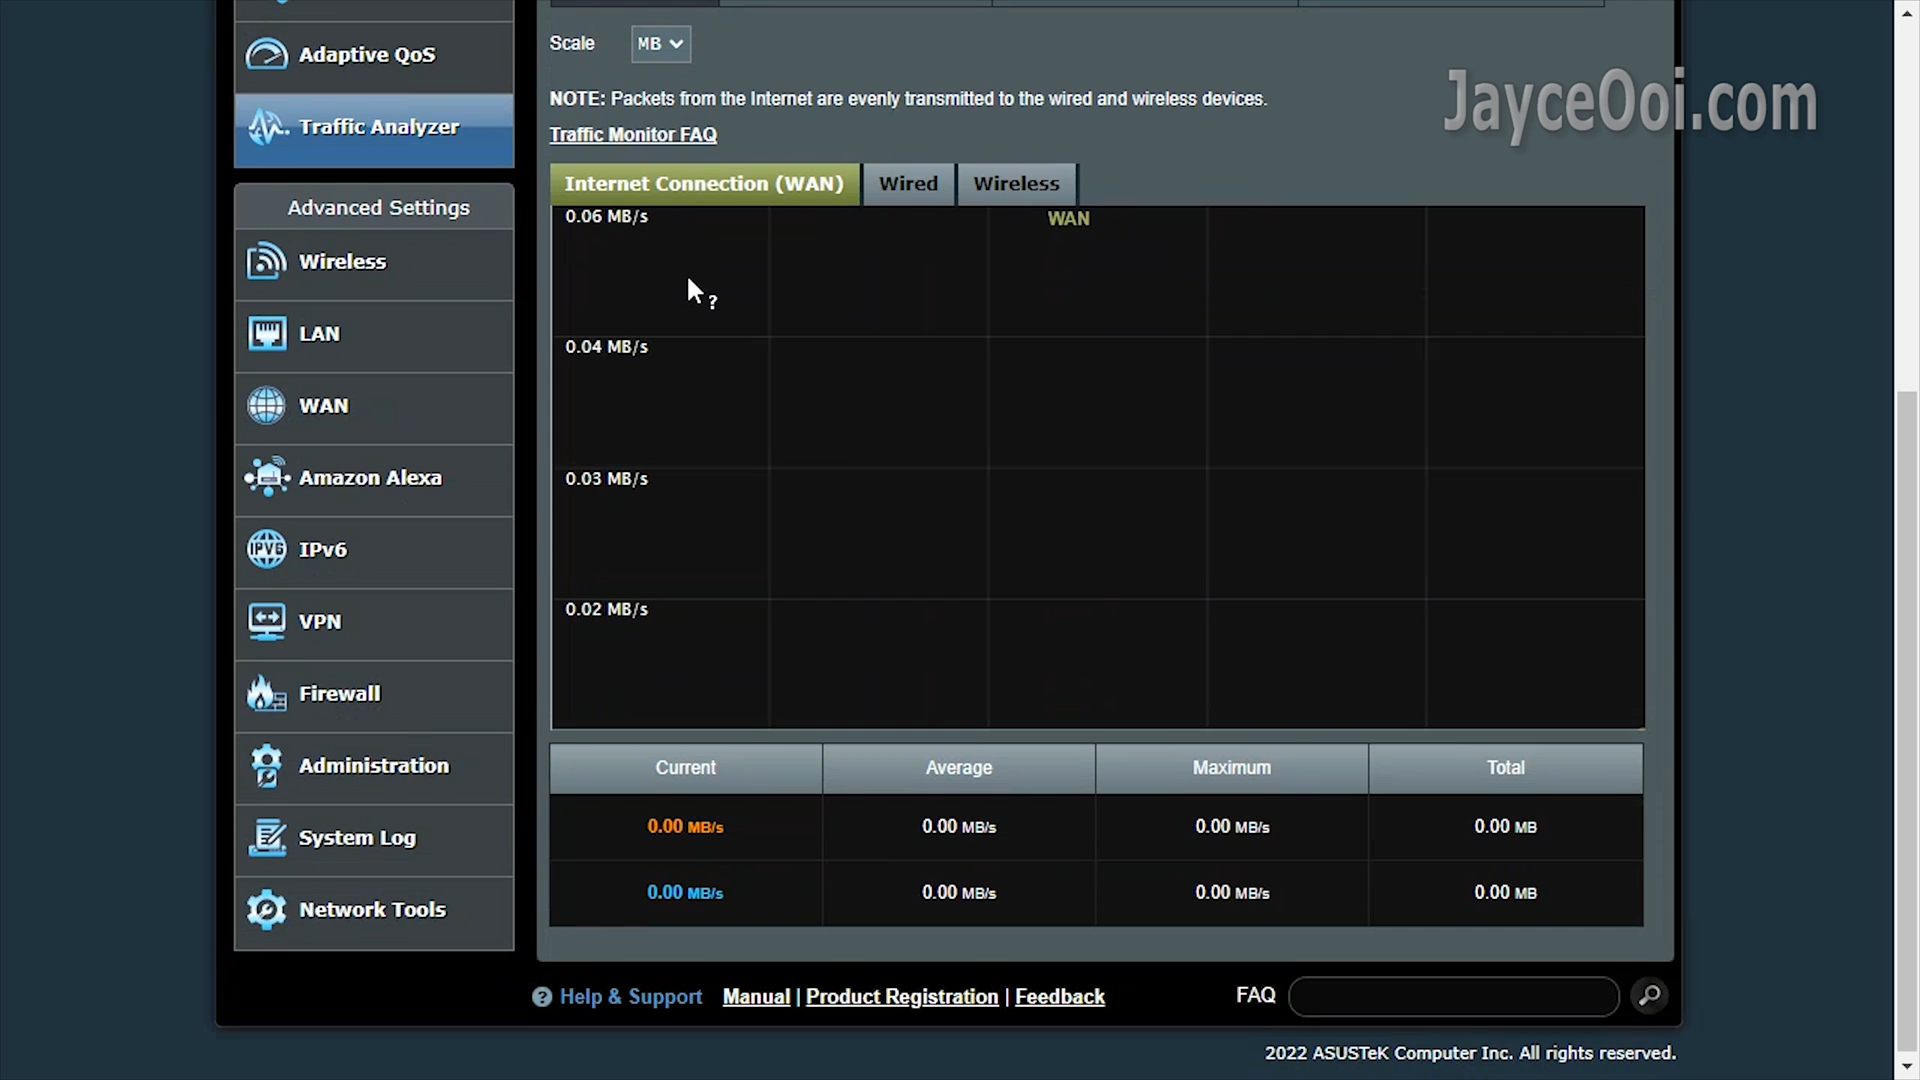 Adaptive QoS
Traffic Analyzer
Advanced Settings
Wireless
LAN
WAN
Amazon Alexa
IPV6 IPv6
VPN
Firewall
Administration
System Log
Network Tools
Scale MB
NOTE: Packets from the Internet are evenly transmitted to the wired and wireless devices.
Traffic Monitor FAQ
JayceOoi.com
Internet Connection (WAN) Wired Wireless
0.06 MB/s WAN
0.04 MB/s
0.03 MB/s
0.02 MB/s
Current Average Maximum Total
0.00 MB/s 0.00 MB/s 0.00 MB/s 0.00 MB
0.00 MB/s 0.00 MB/s 0.00 MB/s 0.00 MB
? Help & Support Manual | Product Registration | Feedback FAQ
2022 ASUSTeK Computer Inc. All rights reserved.